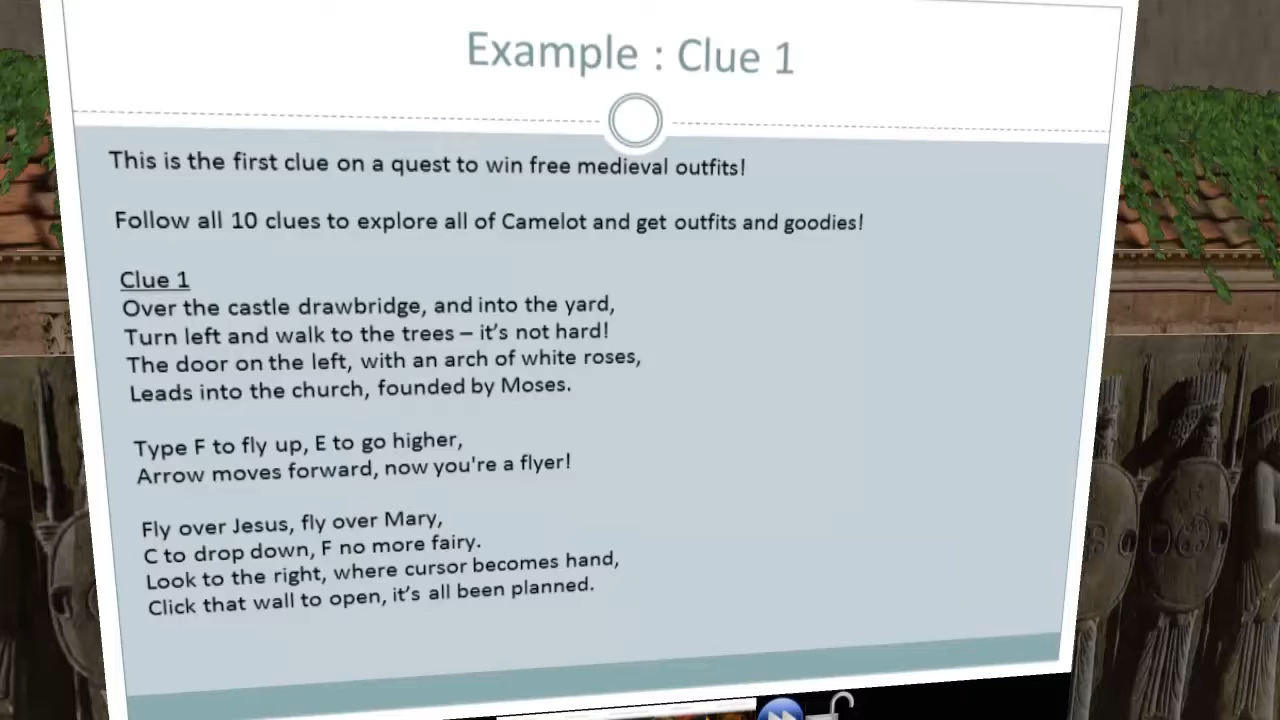 Example : Clue 1
This is the first clue on a quest to win free medieval outfits!
Follow all 10 clues to explore all of Camelot and get outfits and goodies!
Clue 1
Over the castle drawbridge, and into the yard,
Turn left and walk to the trees – it's not hard!
The door on the left, with an arch of white roses,
Leads into the church, founded by Moses.
Type F to fly up, E to go higher,
Arrow moves forward, now you're a flyer!
Fly over Jesus, fly over Mary,
C to drop down, F no more fairy.
Look to the right, where cursor becomes hand,
Click that wall to open, it's all been planned.